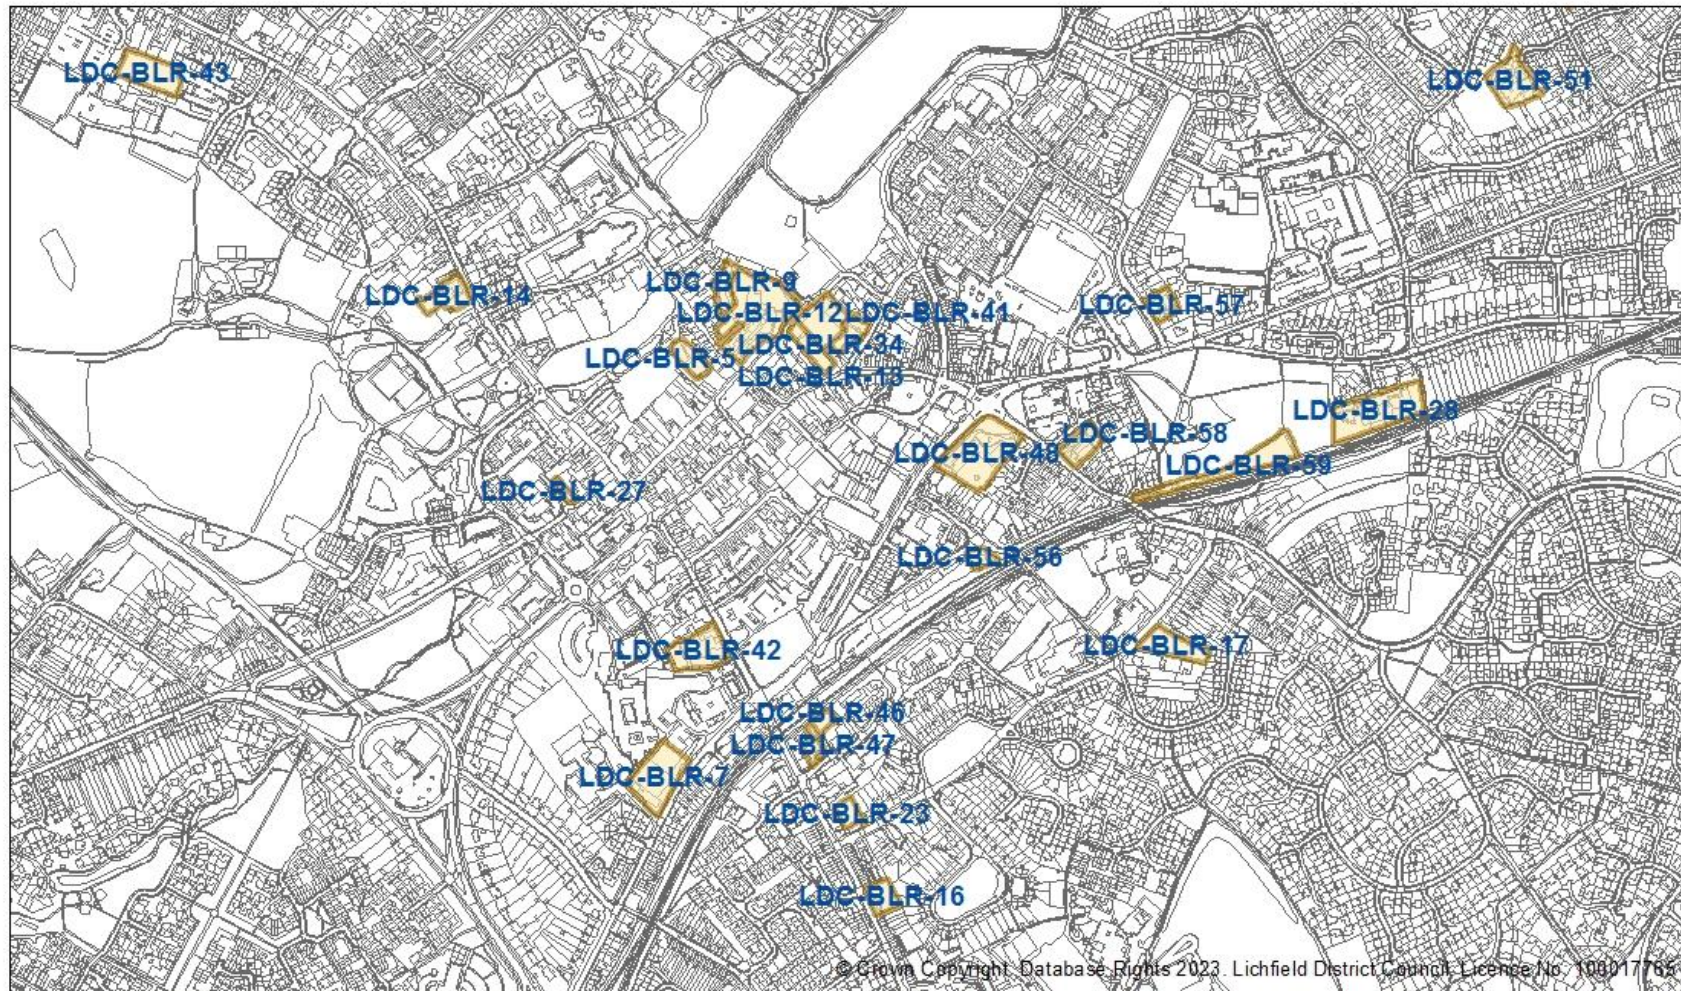 LDC-BLR-43
LDC-BLR-51
LDC-BLR-9
LDC-BLR-14
LDC-BLR-57
LDC-BLR-12
LDC-BLR-41
LDC-BLR-34
LDC-BLR-5
LDC-BLR-13
LDC-BLR-28
LDC-BLR-58
LDC-BLR-48
LDC-BLR-59
LDC-BLR-27
LDC-BLR-56
LDC-BLR-17
LDC-BLR-42
LDC-BLR-46
LDC-BLR-47
LDC-BLR-7
LDC-BLR-23
LDC-BLR-16
© Crown Copyright. Database Rights 2023. Lichfield District Council. Licence No. 100017765